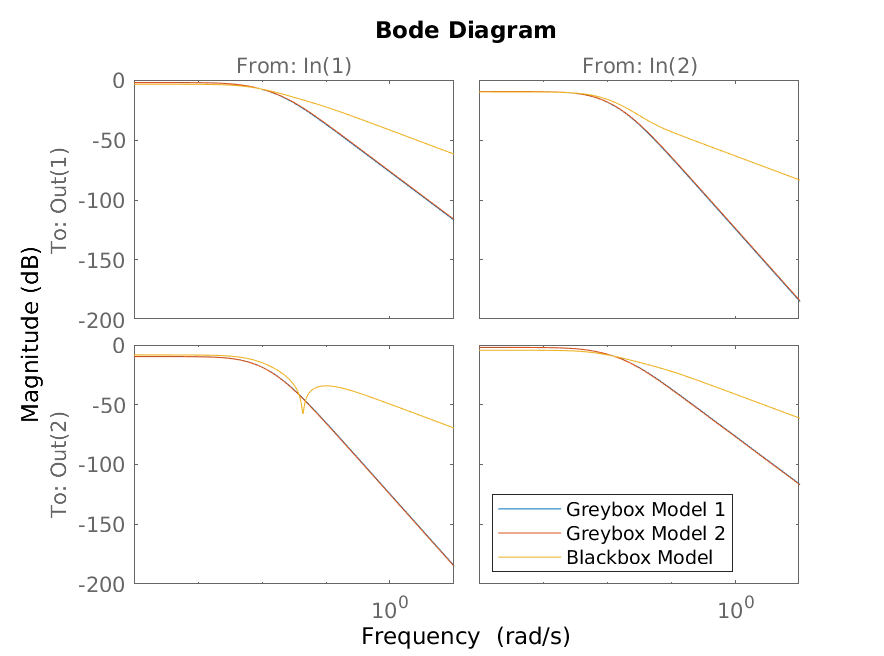 Bode Diagram
From: In(1)
From: In(2)
Magnitude (dB)
To: Out(1)
0
-50
-100
-150
-200
To: Out(2)
0
-50
-100
-150
-200
Greybox Model 1
Greybox Model 2
Blackbox Model
10^0
10^0
Frequency (rad/s)